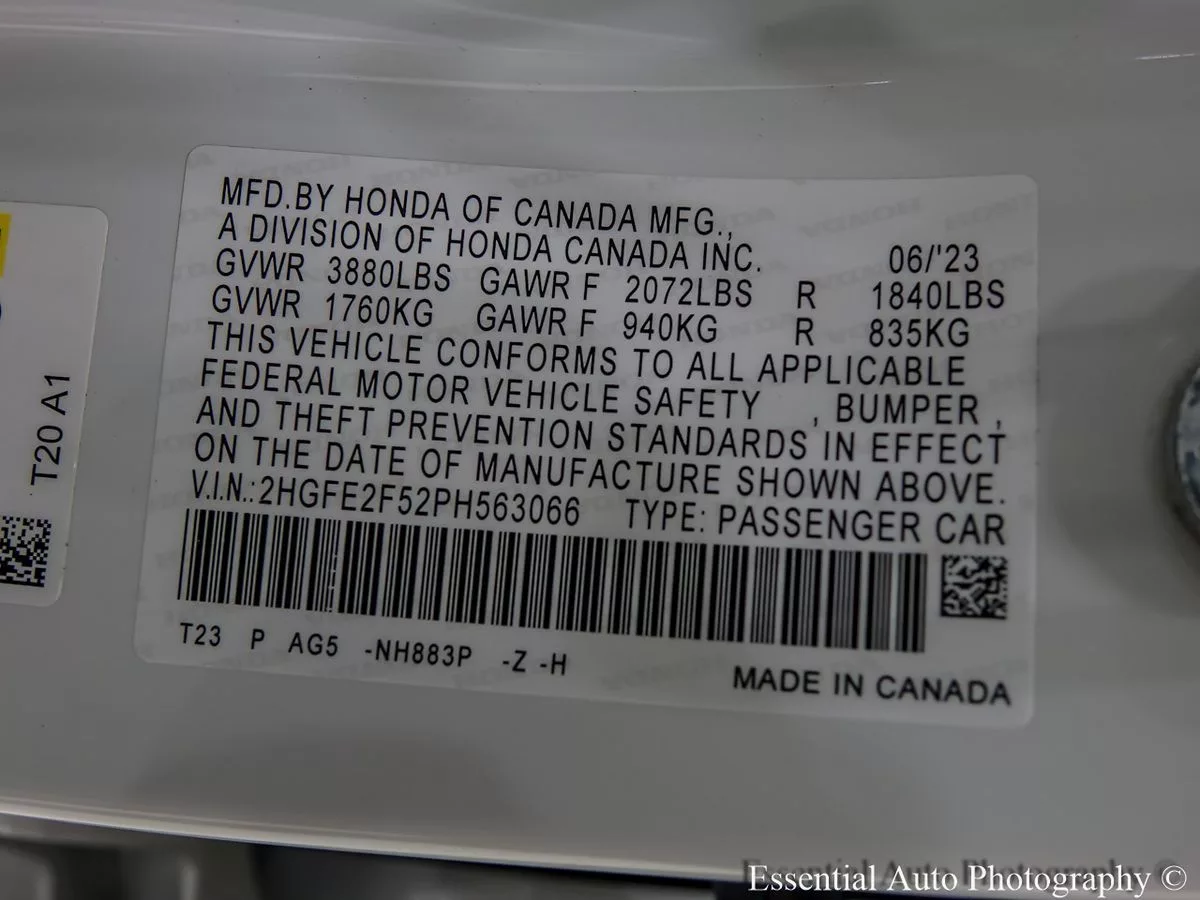 MFD.BY HONDA OF CANADA MFG.,
A DIVISION OF HONDA CANADA INC. 06/'23
GVWR 3880LBS GAWR F 2072LBS R 1840LBS
GVWR 1760KG GAWR F 940KG R 835KG
THIS VEHICLE CONFORMS TO ALL APPLICABLE
FEDERAL MOTOR VEHICLE SAFETY , BUMPER ,
AND THEFT PREVENTION STANDARDS IN EFFECT
ON THE DATE OF MANUFACTURE SHOWN ABOVE.
V.I.N.:2HGFE2F52PH563066 TYPE: PASSENGER CAR
T23 P AG5 -NH883P -Z -H
MADE IN CANADA
T20 A1
Essential Auto Photography ©